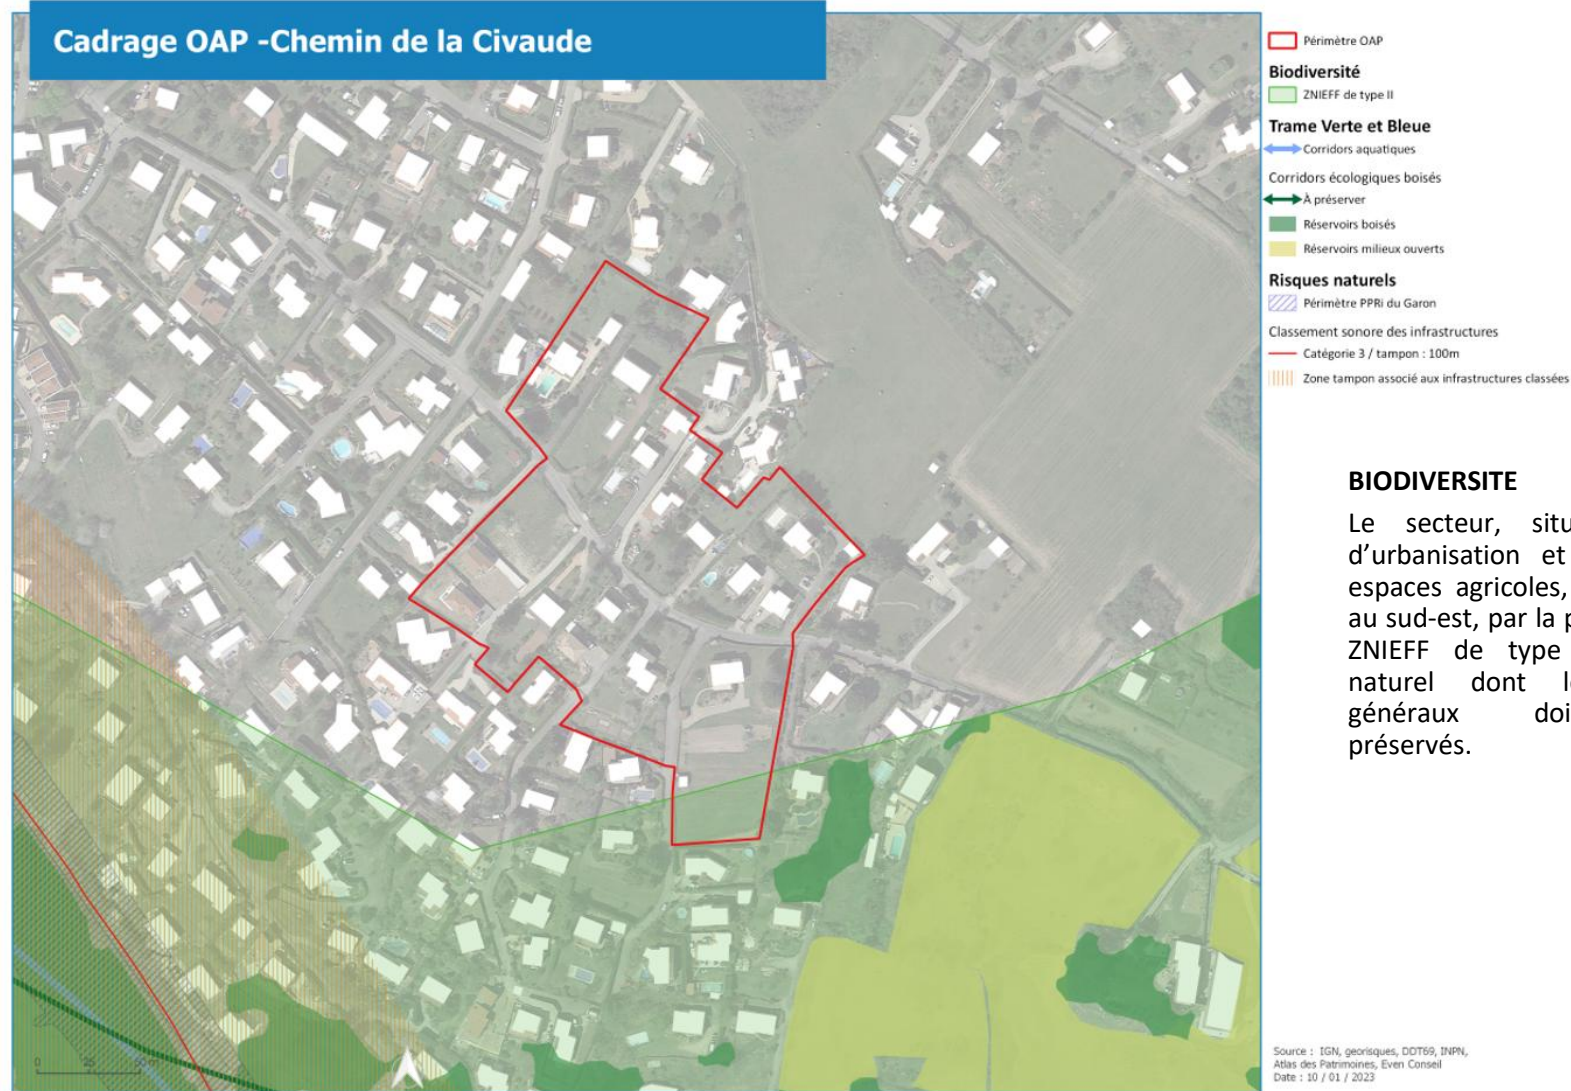 Cadrage OAP -Chemin de la Civaude
Périmètre OAP
Biodiversité
ZNIEFF de type II
Trame Verte et Bleue
Corridors aquatiques
Corridors écologiques boisés
À préserver
Réservoirs boisés
Réservoirs milieux ouverts
Risques naturels
Périmètre PPRi du Garon
Classement sonore des infrastructures
Catégorie 3 / tampon : 100m
Zone tampon associé aux infrastructures classées
BIODIVERSITE
Le secteur, situ
d’urbanisation et
espaces agricoles,
au sud-est, par la p
ZNIEFF de type
naturel dont l
généraux doi
préservés.
0 25 50 m
Source : IGN, georisques, DDT69, INPN,
Atlas des Patrimoines, Even Conseil
Date : 10 / 01 / 2023